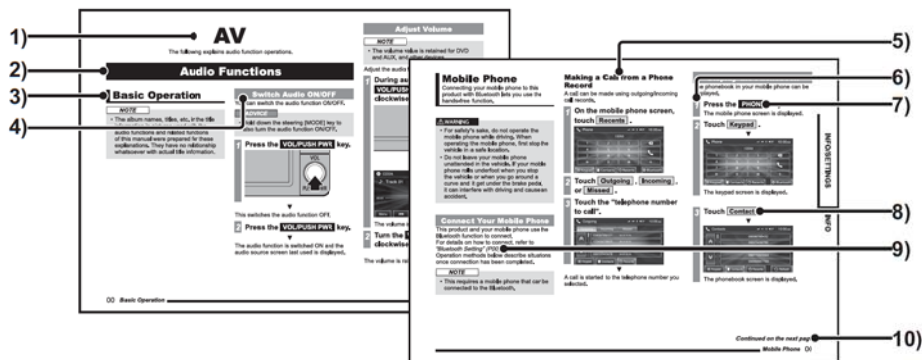 1)
AV
The following explains audio function operations.
2)
Audio Functions
3)
Basic Operation
NOTE
• The album names, titles, etc. in the title
audio functions and related functions
of this manual were prepared for these
explanations. They have no relationship
whatsoever with actual title information.
4)
Switch Audio ON/OFF
You can switch the audio function ON/OFF.
ADVICE
Hold down the steering [MODE] key to
also turn the audio function ON/OFF.
1 Press the VOL/PUSH PWR key.
VOL
This switches the audio function OFF.
2 Press the VOL/PUSH PWR key.
The audio function is switched ON and the
audio source screen last used is displayed.
Adjust Volume
NOTE
• The volume value is retained for DVD
and AUX, and other devices.
Adjust the audio
1 During au
VOL/PUSH
clockwise
The volume
2 Turn the
clockwise
The volume is
00 Basic Operation
Mobile Phone
Connecting your mobile phone to this
product with Bluetooth lets you use the
handsfree function.
WARNING
• For safety's sake, do not operate the
mobile phone while driving. When
operating the mobile phone, first stop the
vehicle in a safe location.
• Do not leave your mobile phone
unattended in the vehicle. If your mobile
phone rolls underfoot when you stop
the vehicle or when you go around a
curve and it gets under the brake pedal,
it can interfere with driving and cause an
accident.
Connect Your Mobile Phone
This product and your mobile phone use the
Bluetooth function to connect.
For details on how to connect, refer to
"Bluetooth Setting" (P00)
Operation methods below describe situations
once connection has been completed.
NOTE
• This requires a mobile phone that can be
connected to the Bluetooth.
5)
Making a Call from a Phone
Record
A call can be made using outgoing/incoming
call records.
1 On the mobile phone screen,
touch Recents .
2 Touch Outgoing , Incoming ,
or Missed .
3 Touch the "telephone number
to call".
A call is started to the telephone number you
selected.
6)
e phonebook in your mobile phone can be
played.
7)
1 Press the PHON
The mobile phone screen is displayed.
2 Touch Keypad .
The keypad screen is displayed.
8)
3 Touch Contact
The phonebook screen is displayed.
9)
INFO/SETTINGS
INFO
10)
Continued on the next pag
Mobile Phone